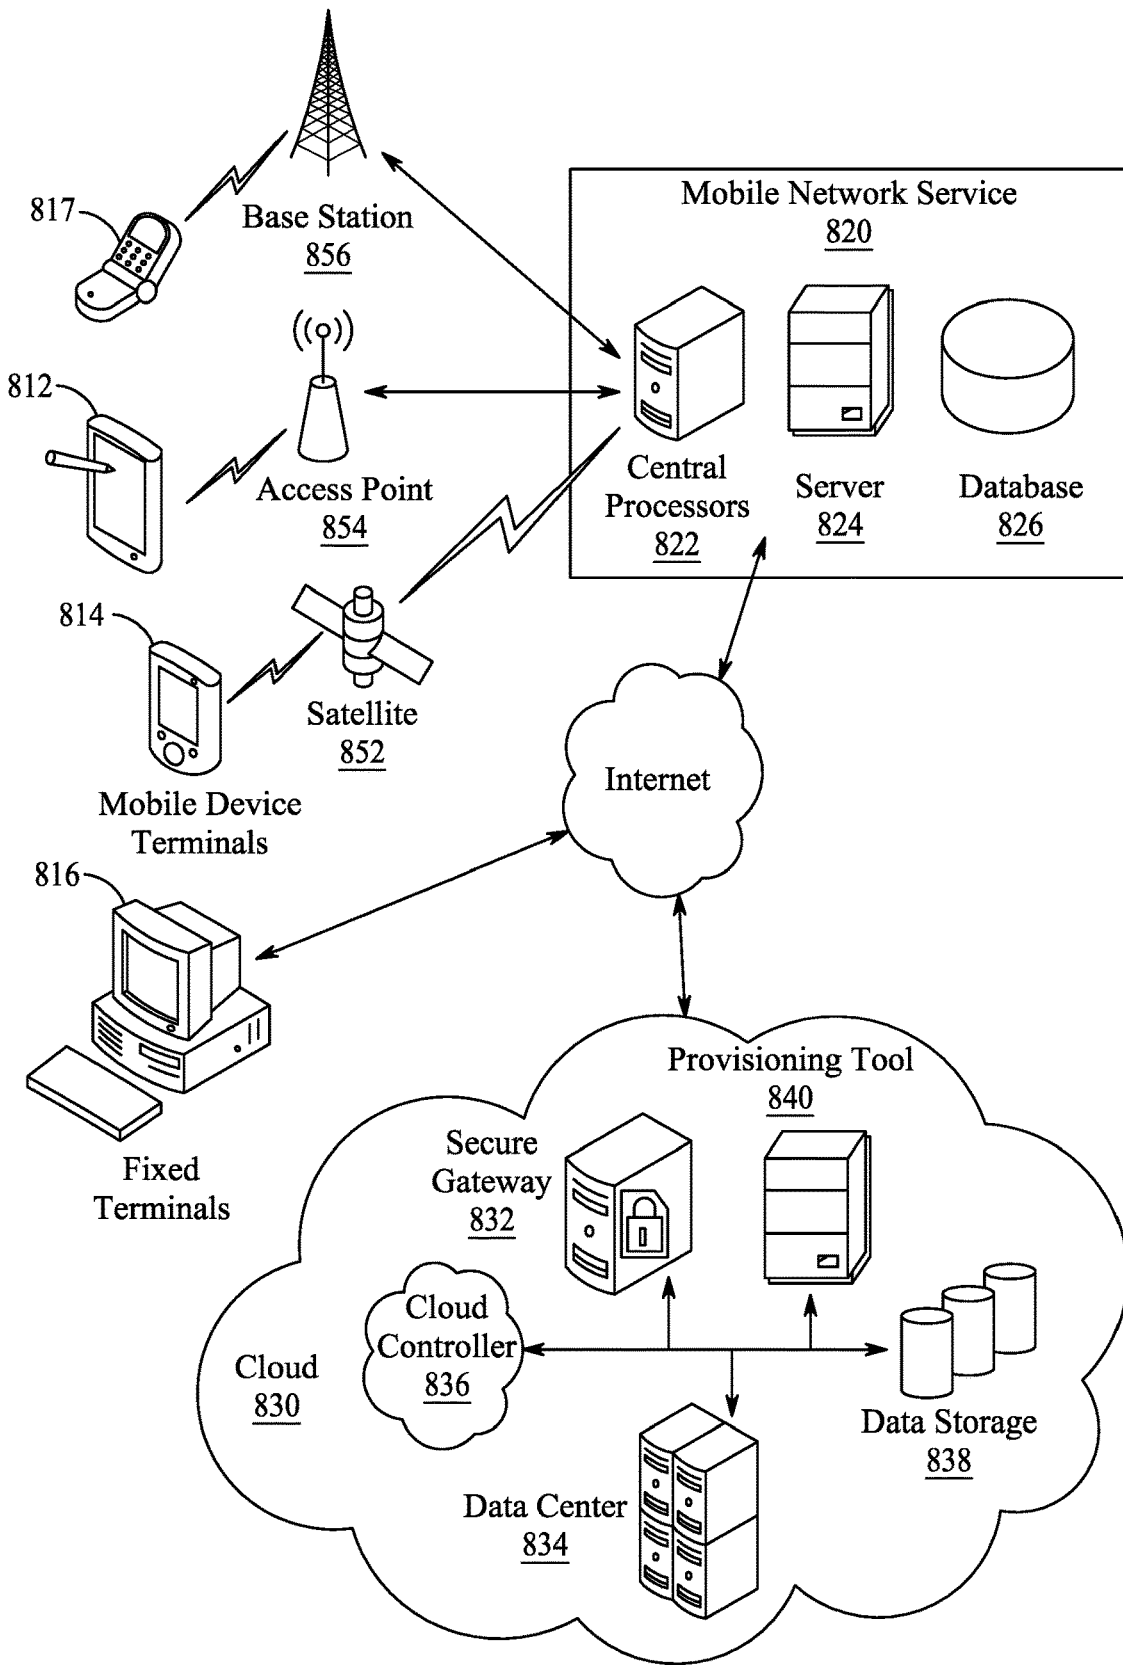 817
Base Station
856
Mobile Network Service
820
812
Access Point
854
Central
Processors
822
Server
824
Database
826
814
Satellite
852
Mobile Device
Terminals
Internet
816
Fixed
Terminals
Provisioning Tool
840
Secure
Gateway
832
Cloud
Controller
836
Cloud
830
Data Storage
838
Data Center
834